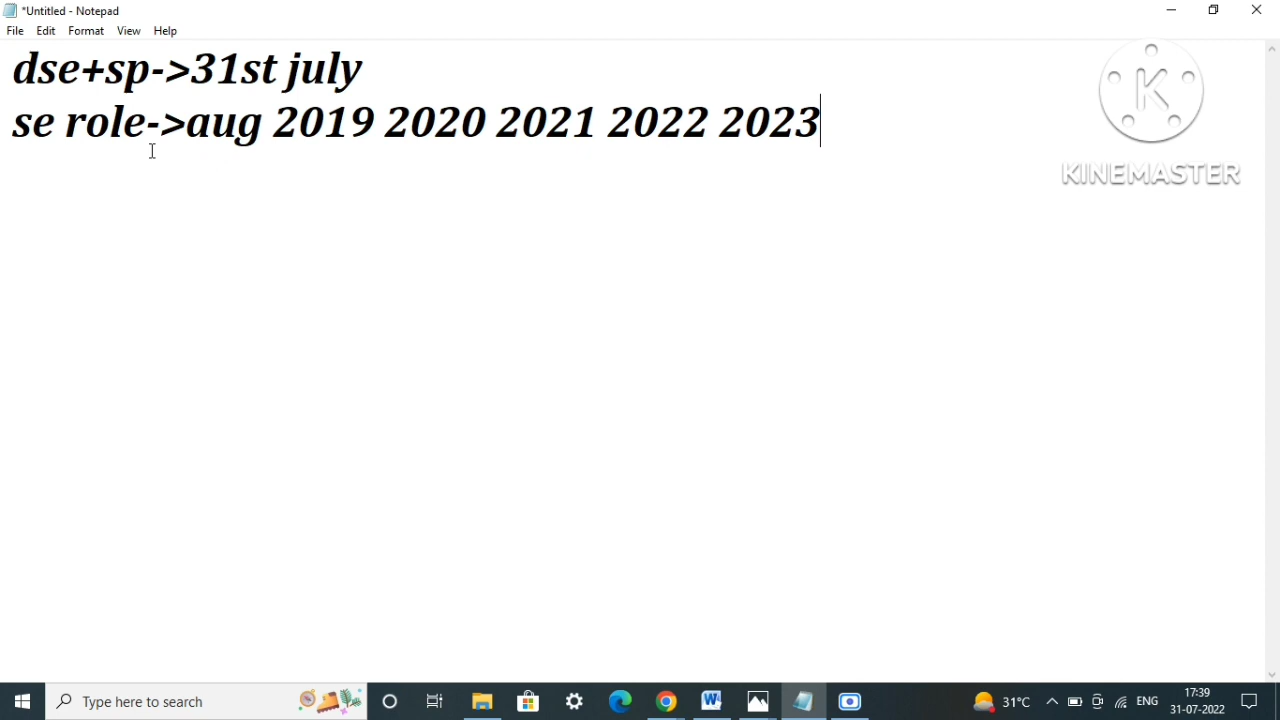 *Untitled - Notepad
File Edit Format View Help
dse+sp->31st july
se role->aug 2019 2020 2021 2022 2023
K
KINEMASTER
Type here to search
31°C
ENG
17:39
31-07-2022